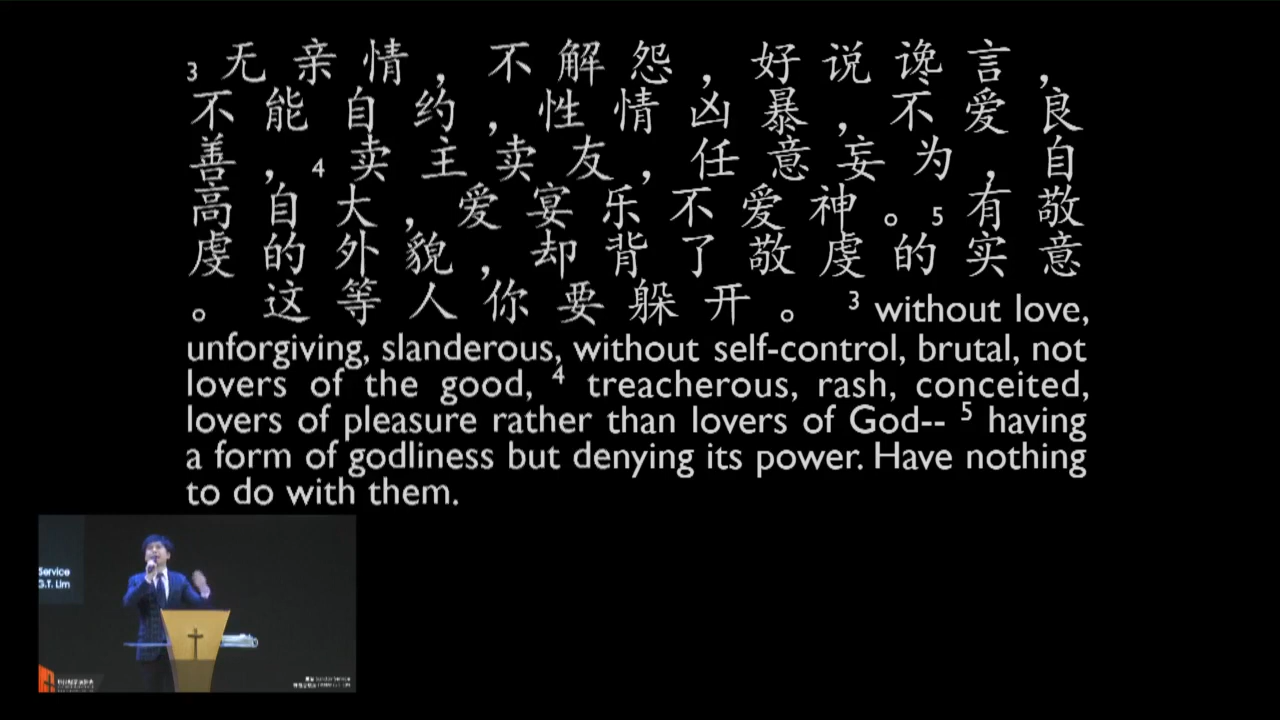 3 无亲情，不解怨，好说谗言，
不能自约，性情凶暴，不爱良
善，4 卖主卖友，任意妄为，自
高自大，爱宴乐不爱神。5 有敬
虔的外貌，却背了敬虔的实意
。这等人你要躲开。 3 without love,
unforgiving, slanderous, without self-control, brutal, not
lovers of the good, 4 treacherous, rash, conceited,
lovers of pleasure rather than lovers of God-- 5 having
a form of godliness but denying its power. Have nothing
to do with them.
Service
G.T. Lim
Sunday Service